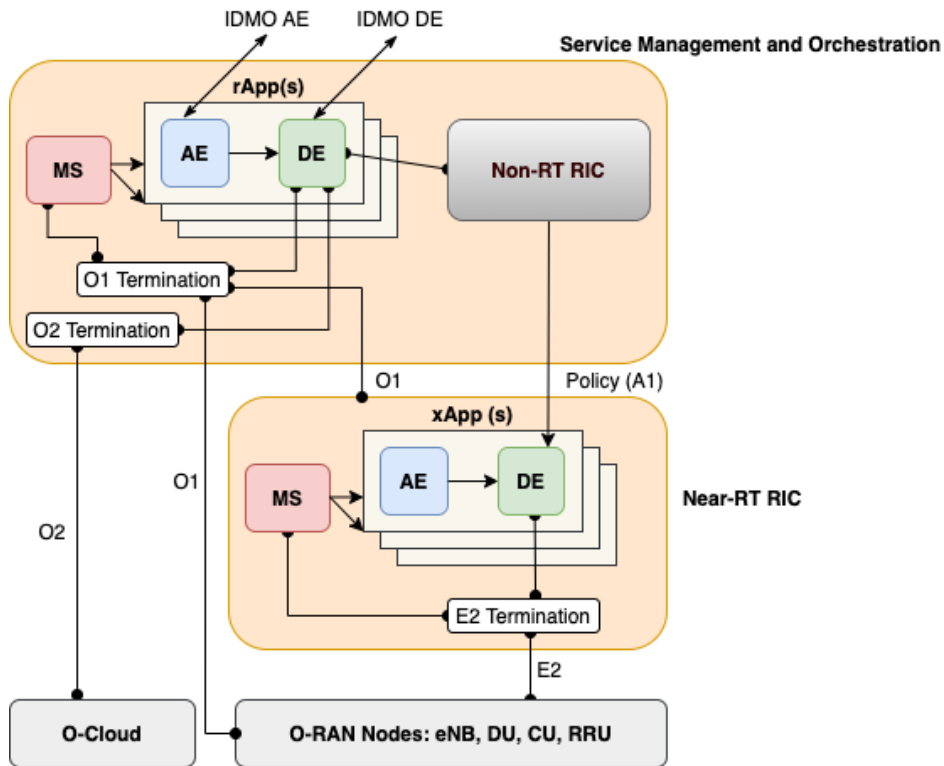 IDMO AE
IDMO DE
Service Management and Orchestration
rApp(s)
MS
AE
DE
Non-RT RIC
O1 Termination
O2 Termination
O1
Policy (A1)
xApp (s)
O1
MS
AE
DE
Near-RT RIC
O2
E2 Termination
E2
O-Cloud
O-RAN Nodes: eNB, DU, CU, RRU